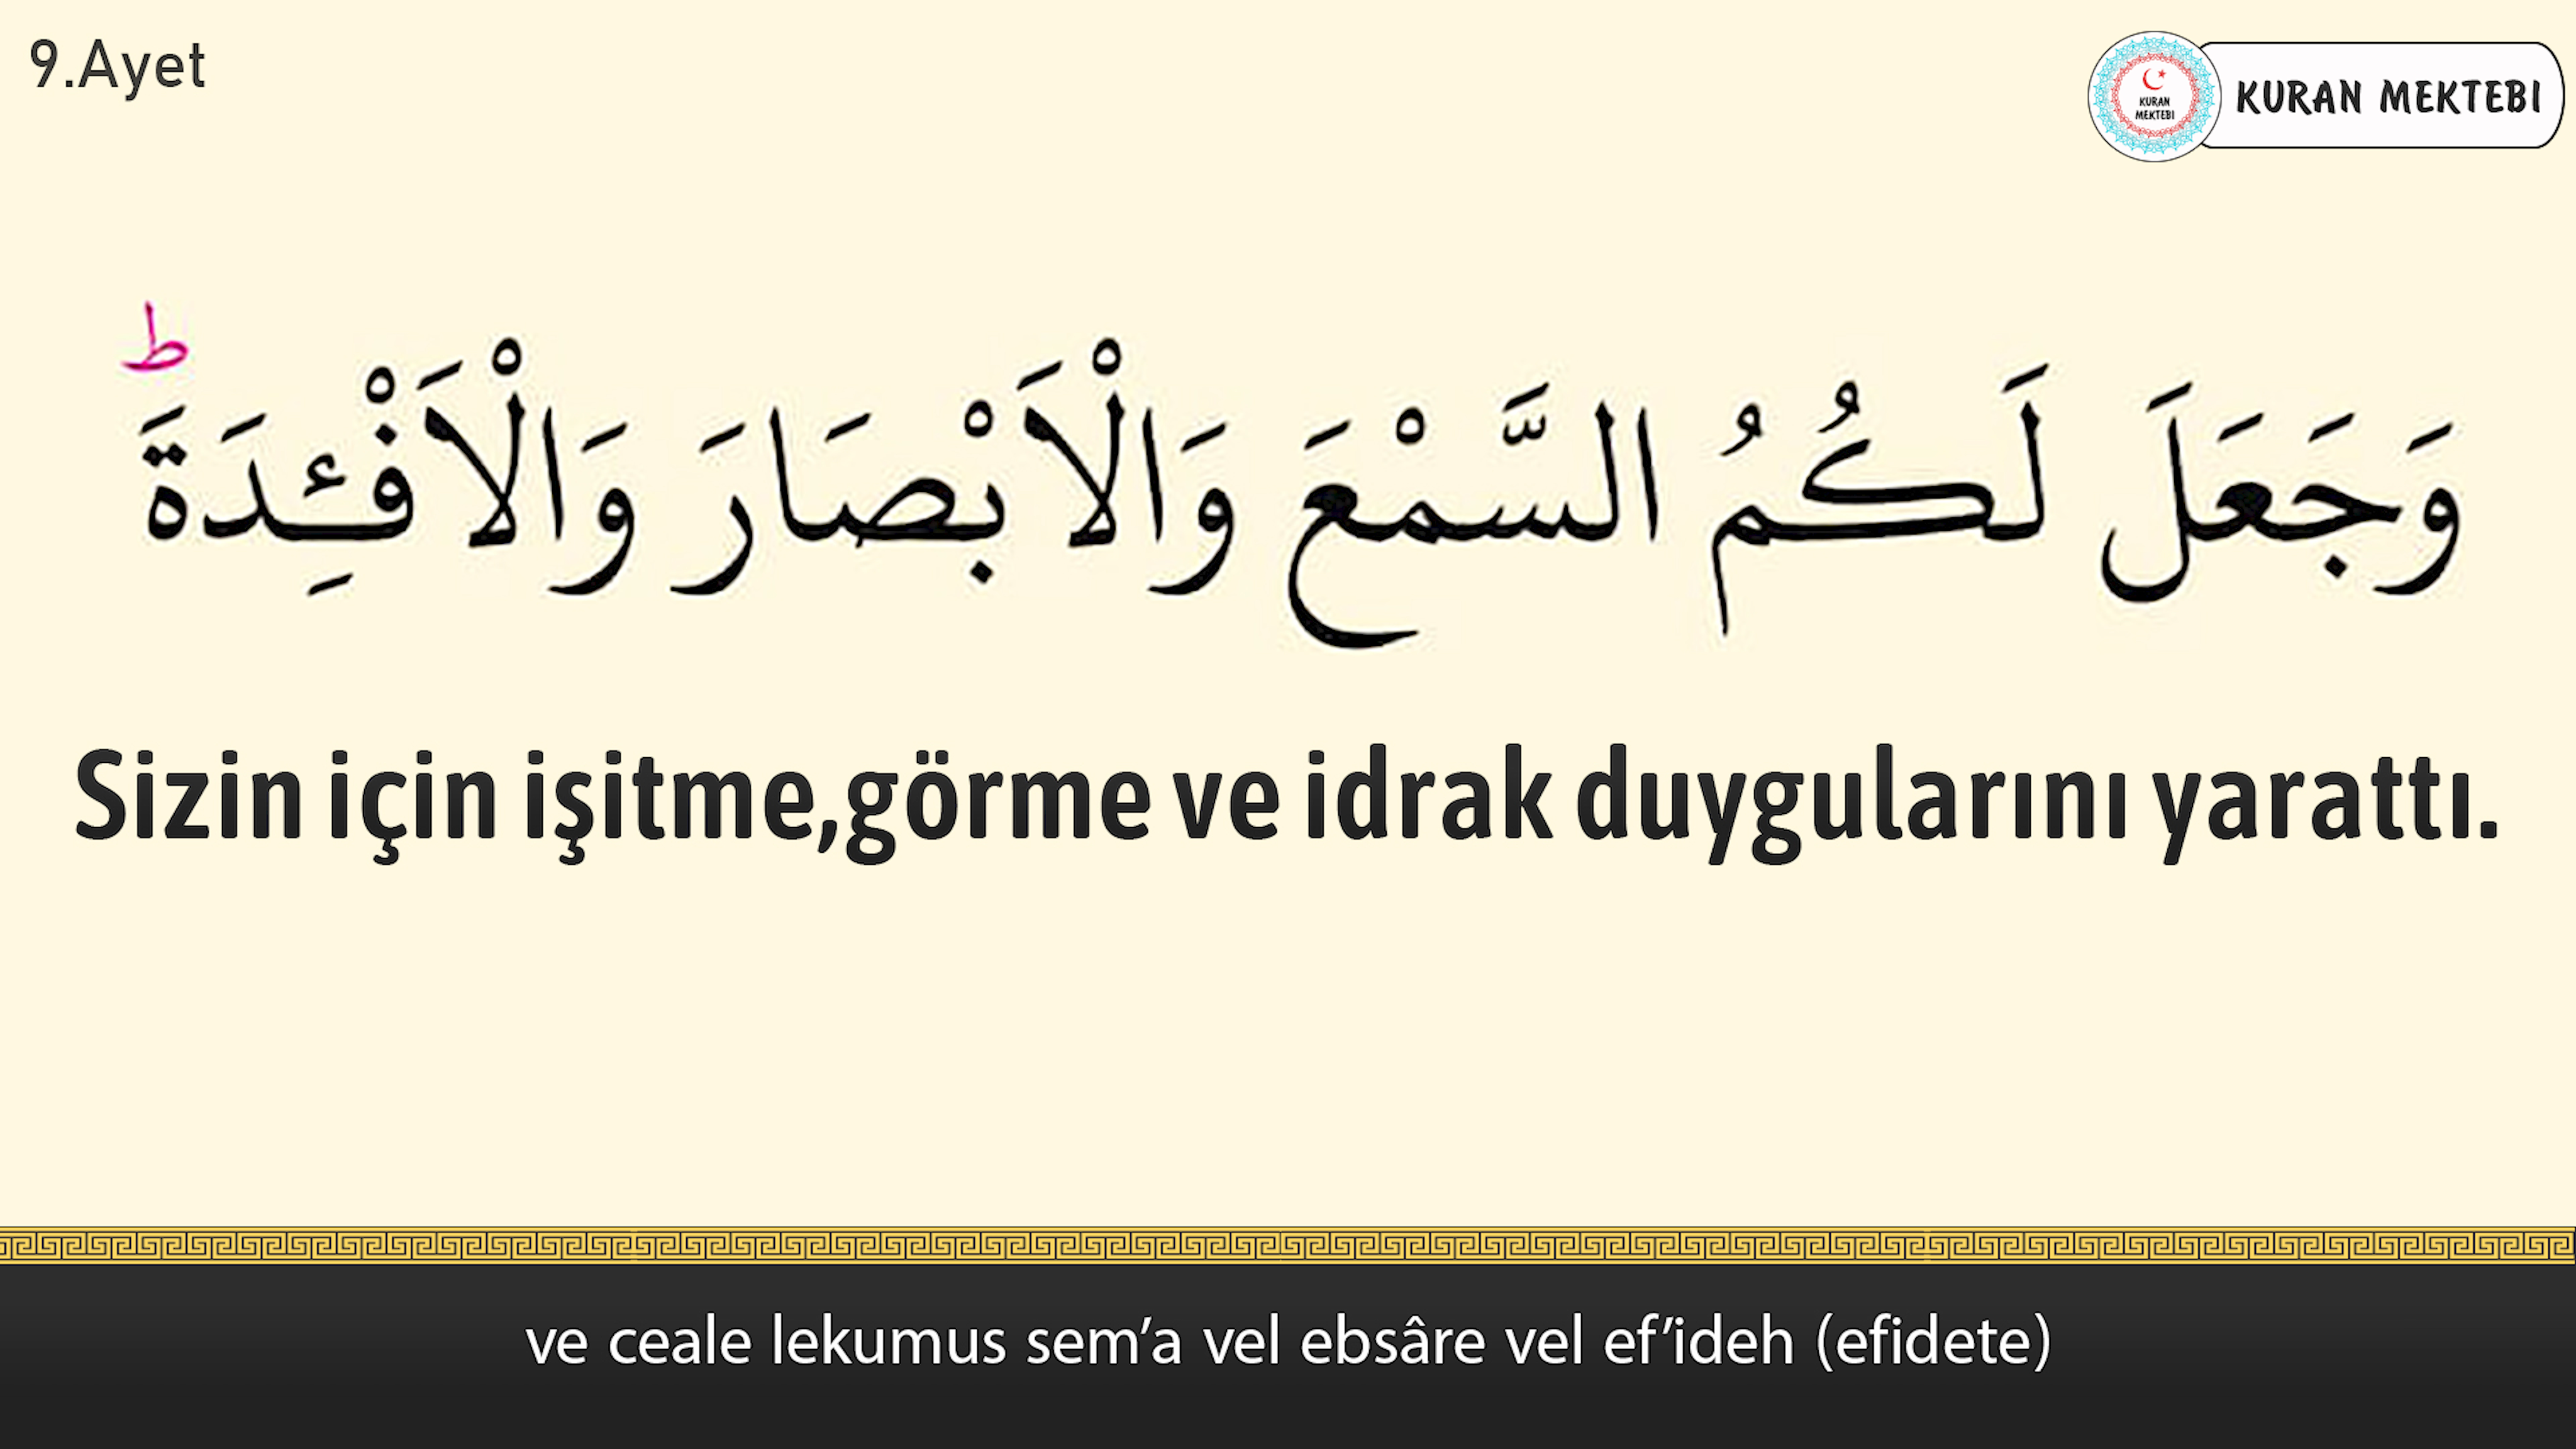 9.Ayet
KURAN
MEKTEBI
KURAN MEKTEBI
ط
وَجَعَلَ لَكُمُ السَّمْعَ وَالْاَبْصَارَ وَالْاَفْـِٔدَةَ
Sizin için işitme,görme ve idrak duygularını yarattı.
ve ceale lekumus sem’a vel ebsâre vel ef’ideh (efidete)